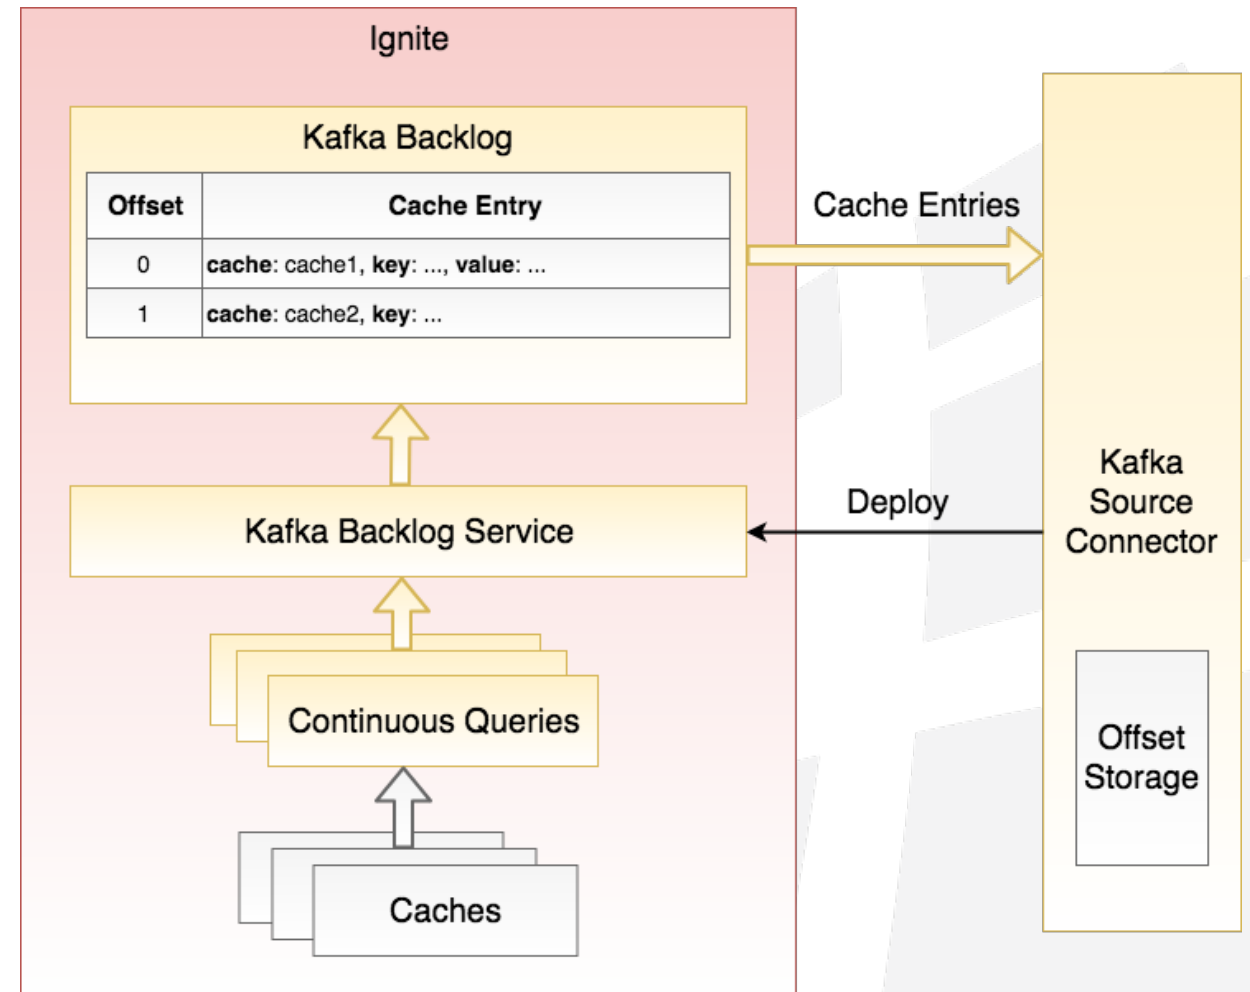 Ignite
Kafka Backlog
Offset Cache Entry
0 cache: cache1, key: ..., value: ...
1 cache: cache2, key: ...
Cache Entries
Kafka Backlog Service
Deploy
Kafka
Source
Connector
Continuous Queries
Offset
Storage
Caches